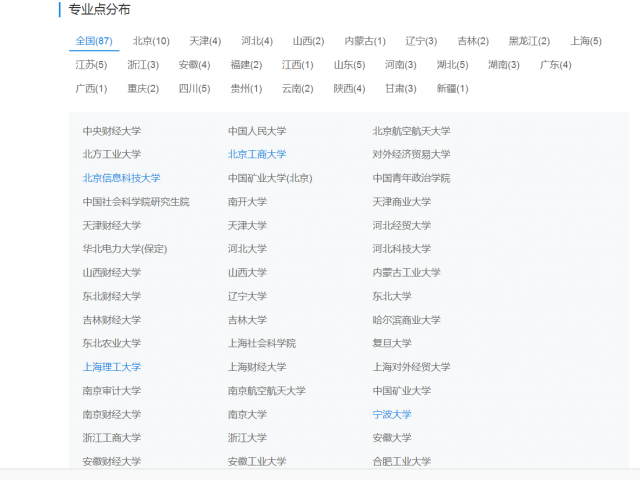 专业点分布
全国(87) 北京(10) 天津(4) 河北(4) 山西(2) 内蒙古(1) 辽宁(3) 吉林(2) 黑龙江(2) 上海(5)
江苏(5) 浙江(3) 安徽(4) 福建(2) 江西(1) 山东(5) 河南(3) 湖北(5) 湖南(3) 广东(4)
广西(1) 重庆(2) 四川(5) 贵州(1) 云南(2) 陕西(4) 甘肃(3) 新疆(1)
中央财经大学 中国人民大学 北京航空航天大学
北方工业大学 北京工商大学 对外经济贸易大学
北京信息科技大学 中国矿业大学(北京) 中国青年政治学院
中国社会科学院研究生院 南开大学 天津商业大学
天津财经大学 天津大学 河北经贸大学
华北电力大学(保定) 河北大学 河北科技大学
山西财经大学 山西大学 内蒙古工业大学
东北财经大学 辽宁大学 东北大学
吉林财经大学 吉林大学 哈尔滨商业大学
东北农业大学 上海社会科学院 复旦大学
上海理工大学 上海财经大学 上海对外经贸大学
南京审计大学 南京航空航天大学 中国矿业大学
南京财经大学 南京大学 宁波大学
浙江工商大学 浙江大学 安徽大学
安徽财经大学 安徽工业大学 合肥工业大学